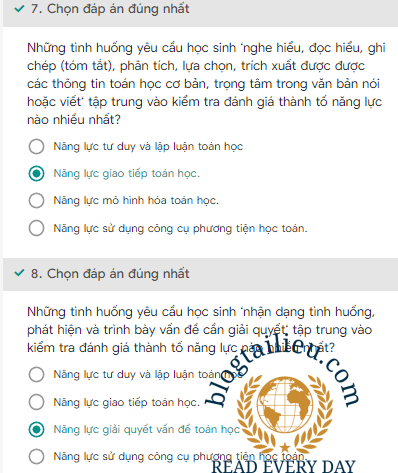 7. Chọn đáp án đúng nhất
Những tình huống yêu cầu học sinh 'nghe hiểu, đọc hiểu, ghi
chép (tóm tắt), phân tích, lựa chọn, trích xuất được được
các thông tin toán học cơ bản, trọng tâm trong văn bản nói
hoặc viết' tập trung vào kiểm tra đánh giá thành tố năng lực
nào nhiều nhất?
Năng lực tư duy và lập luận toán học
Năng lực giao tiếp toán học.
Năng lực mô hình hóa toán học.
Năng lực sử dụng công cụ phương tiện học toán.
8. Chọn đáp án đúng nhất
Những tình huống yêu cầu học sinh 'nhận dạng tình huống,
phát hiện và trình bày vấn đề cần giải quyết' tập trung vào
kiểm tra đánh giá thành tố năng lực nào nhiều nhất?
Năng lực tư duy và lập luận toán học
Năng lực giao tiếp toán học.
Năng lực giải quyết vấn đề toán học
Năng lực sử dụng công cụ phương tiện học toán.
blogtailieu.com
READ EVERY DAY